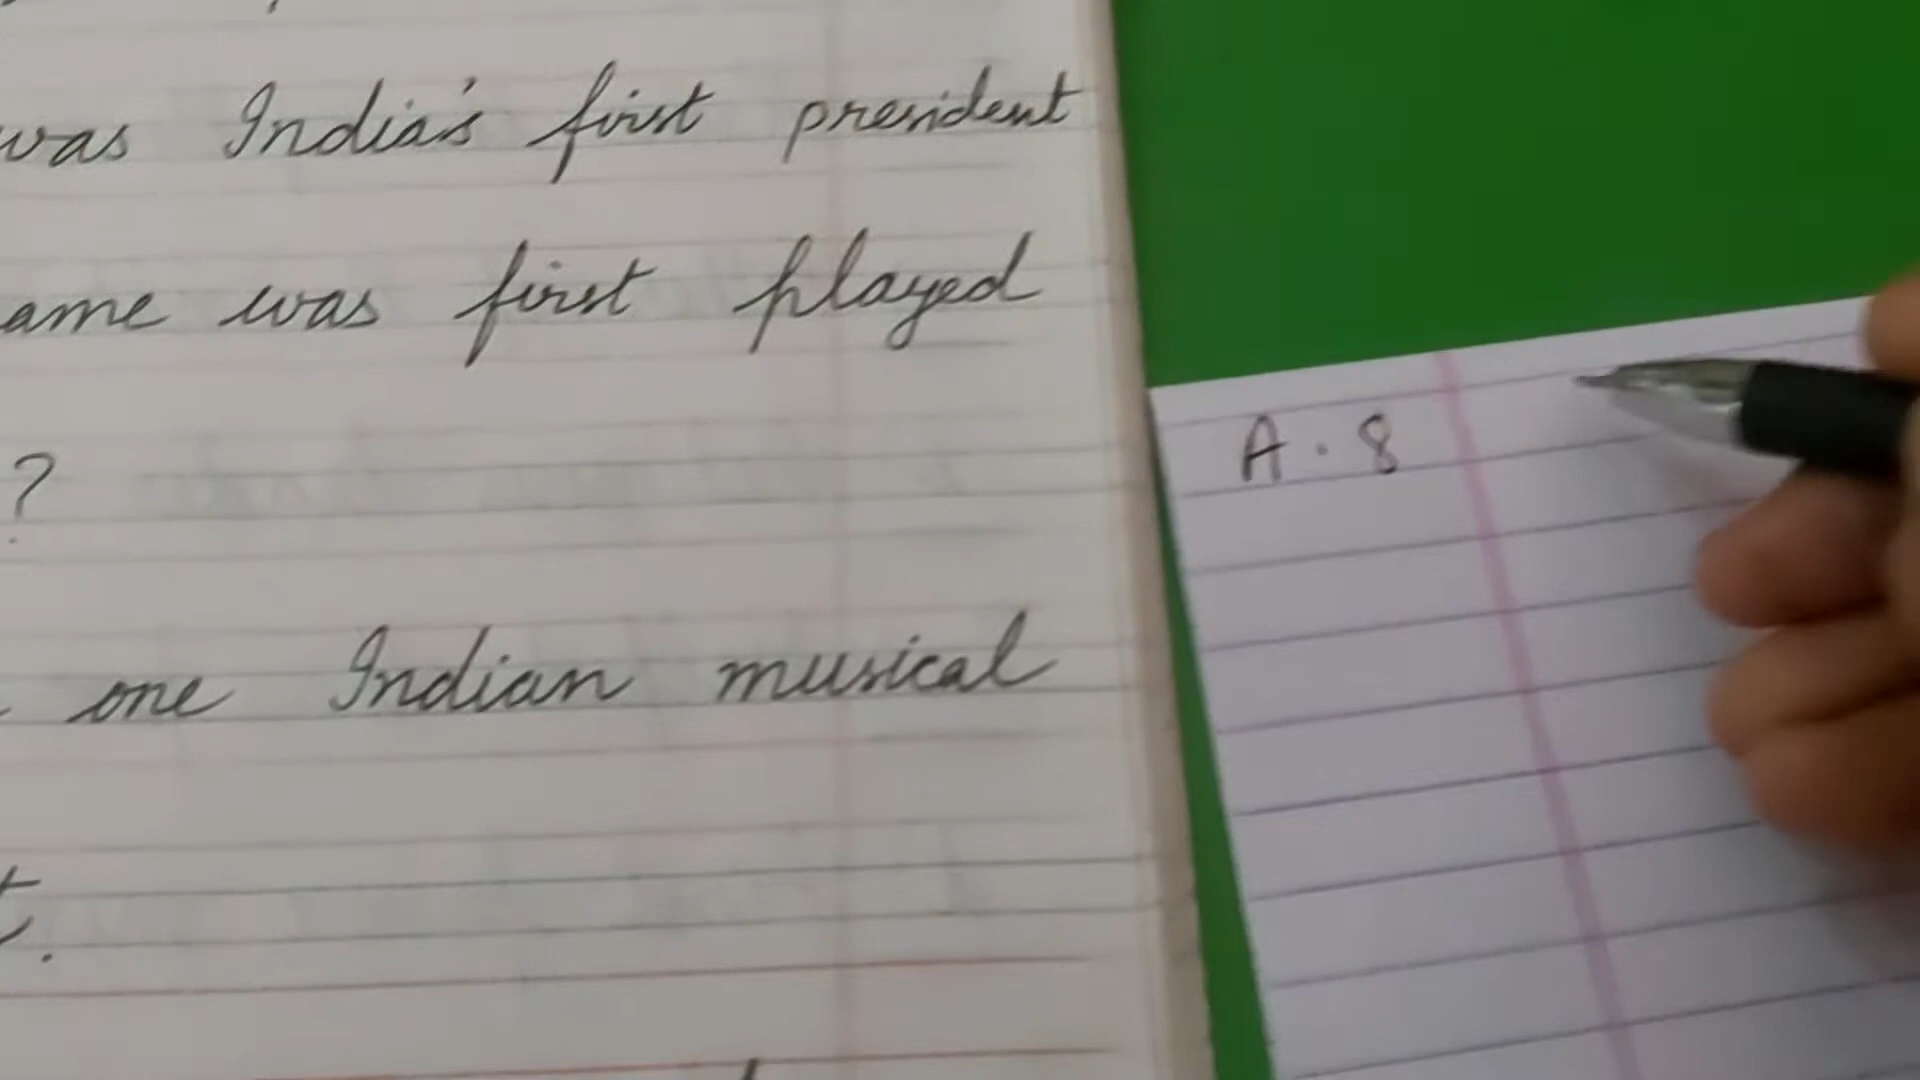 was India's first president
ame was first played
?
one Indian musical
t.
A. 8